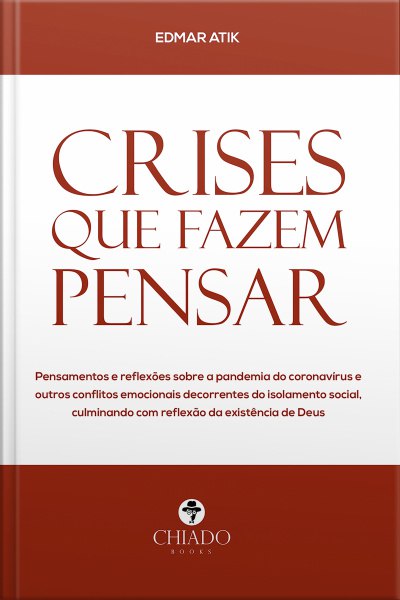 EDMAR ATIK
CRISES
QUE FAZEM
PENSAR
Pensamentos e reflexões sobre a pandemia do coronavírus e
outros conflitos emocionais decorrentes do isolamento social,
culminando com reflexão da existência de Deus
CHIADO
BOOKS